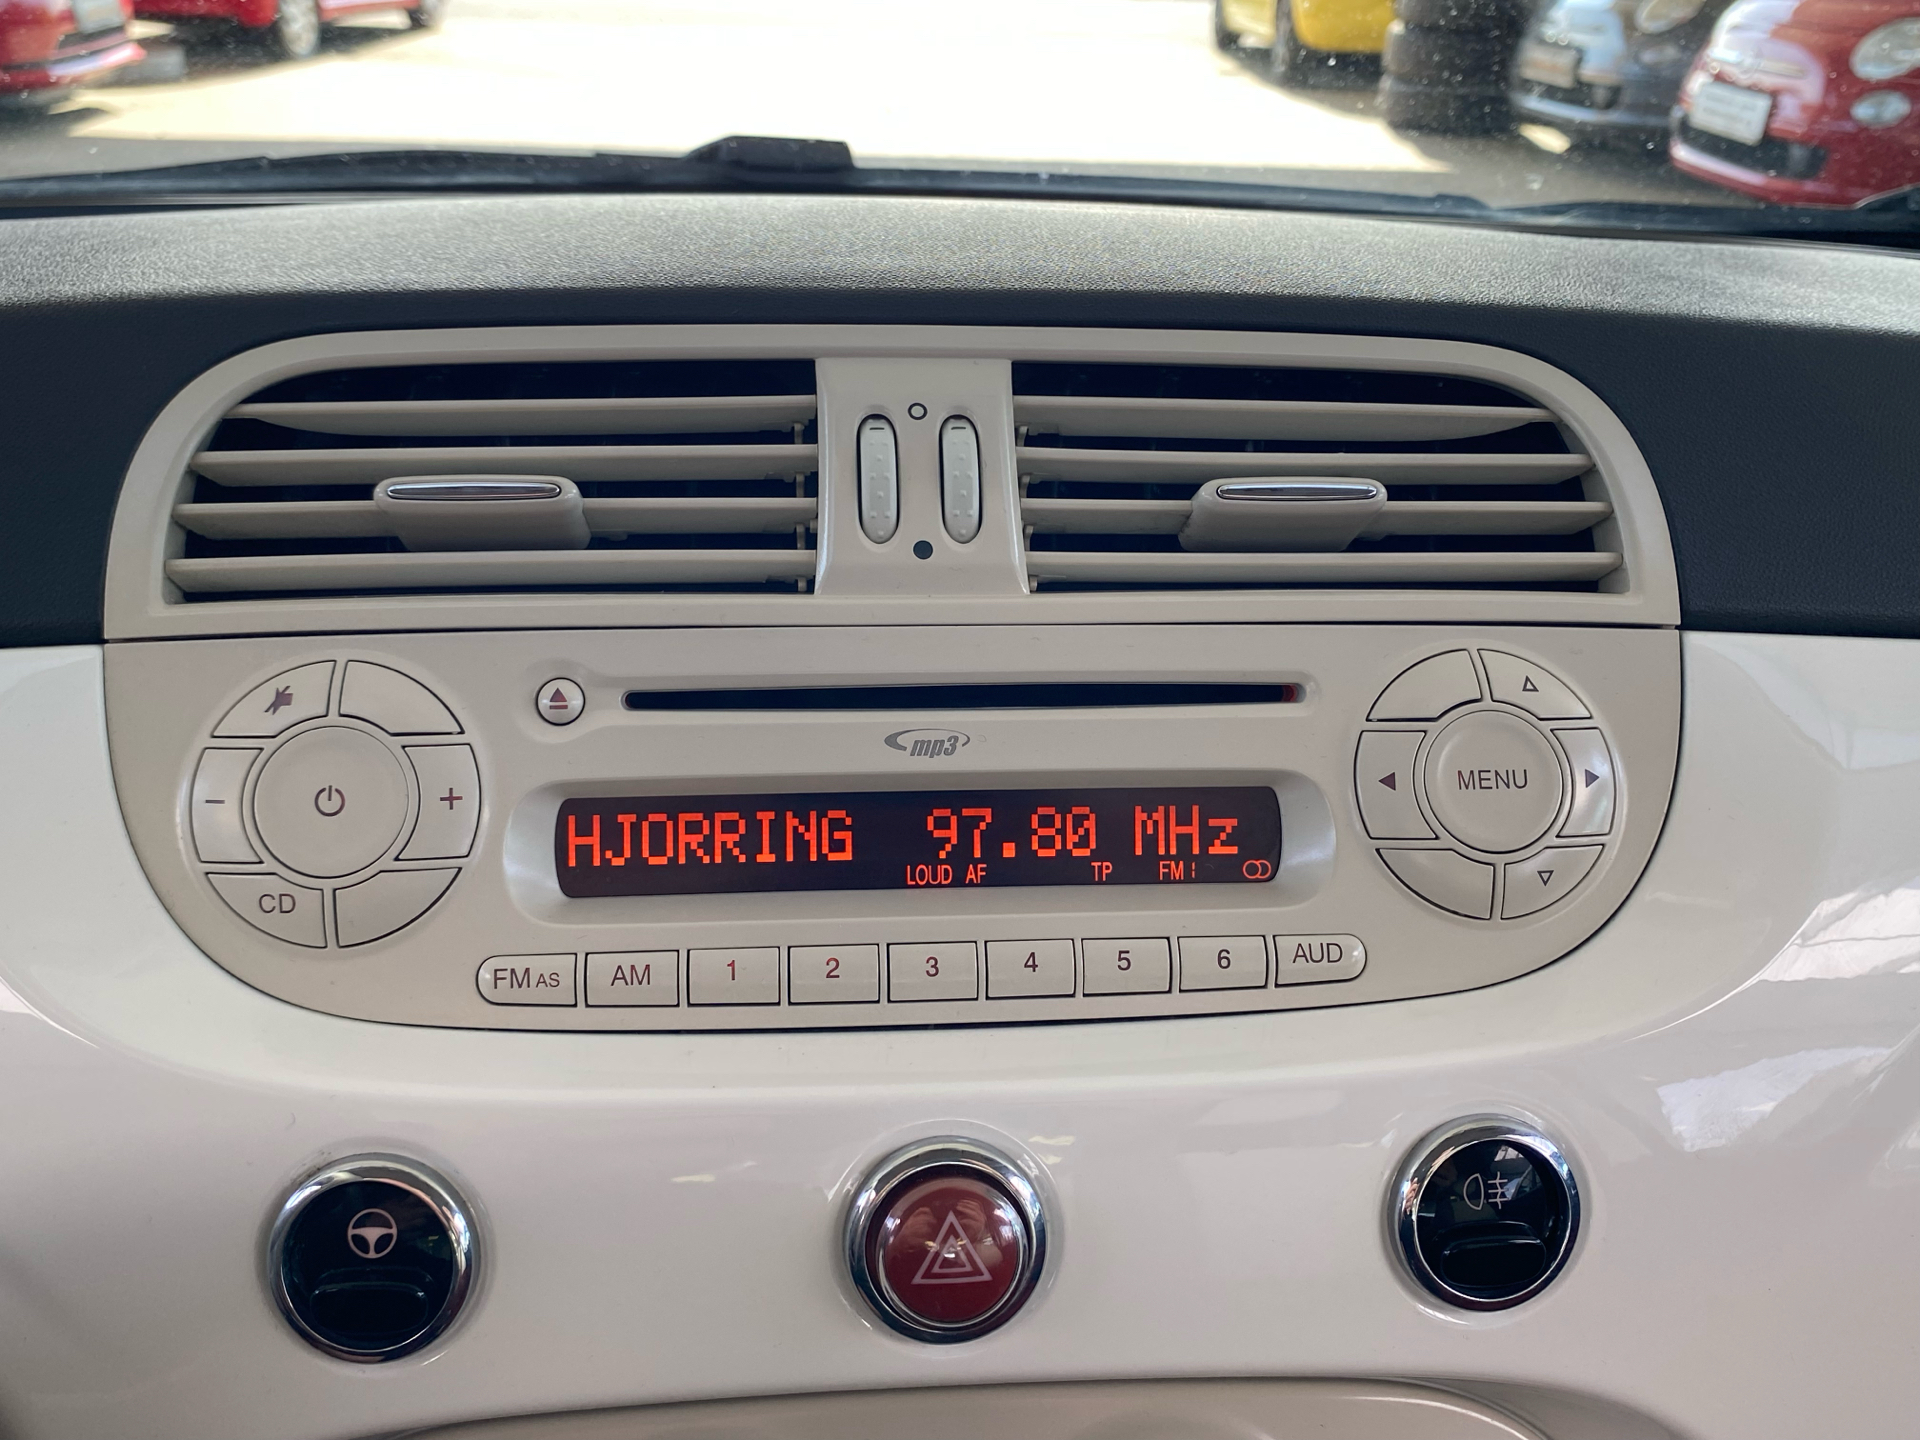 mp3
HJORRING 97.80 MHz
LOUD AF TP FM1
MENU
CD
FM AS AM 1 2 3 4 5 6 AUD